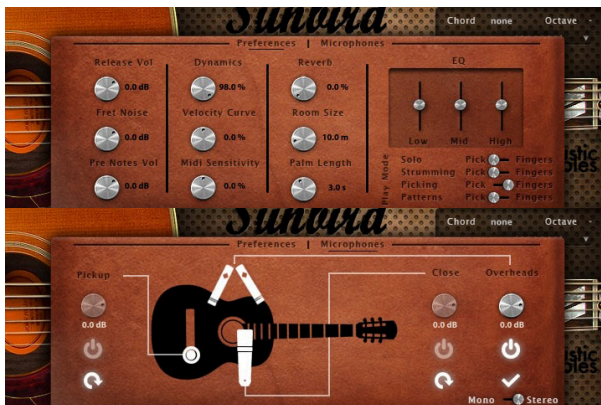 Sunbird
Chord none Octave -
Preferences | Microphones
Release Vol Dynamics Reverb EQ
0.0 dB 98.0 % 0.0 %
Fret Noise Velocity Curve Room Size
0.0 dB 0.0 % 10.0 m
Low Mid High
Pre Notes Vol Midi Sensitivity Palm Length
0.0 dB 0.0 % 3.0 s
Play Mode
Solo Pick Fingers
Strumming Pick Fingers
Picking Pick Fingers
Patterns Pick Fingers
Sunbird
Chord none Octave -
Preferences | Microphones
Pickup Close Overheads
0.0 dB 0.0 dB 0.0 dB
Mono Stereo